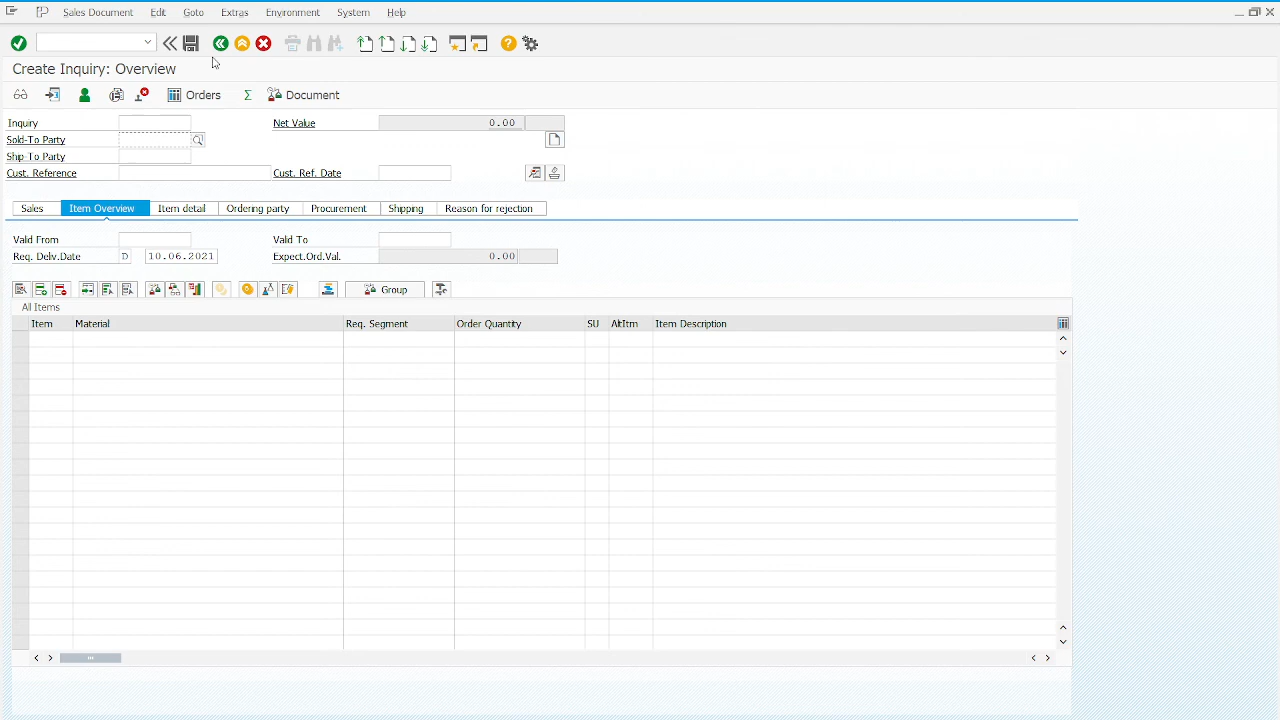 Sales Document Edit Goto Extras Environment System Help
Create Inquiry: Overview
Orders Σ Document
Inquiry Net Value 0.00
Sold-To Party
Ship-To Party
Cust. Reference Cust. Ref. Date
Sales Item Overview Item detail Ordering party Procurement Shipping Reason for rejection
Valid From Valid To
Req. Deliv.Date D 10.06.2021 Expect.Ord.Val. 0.00
Group
All Items
Item Material Req. Segment Order Quantity SU AltItm Item Description